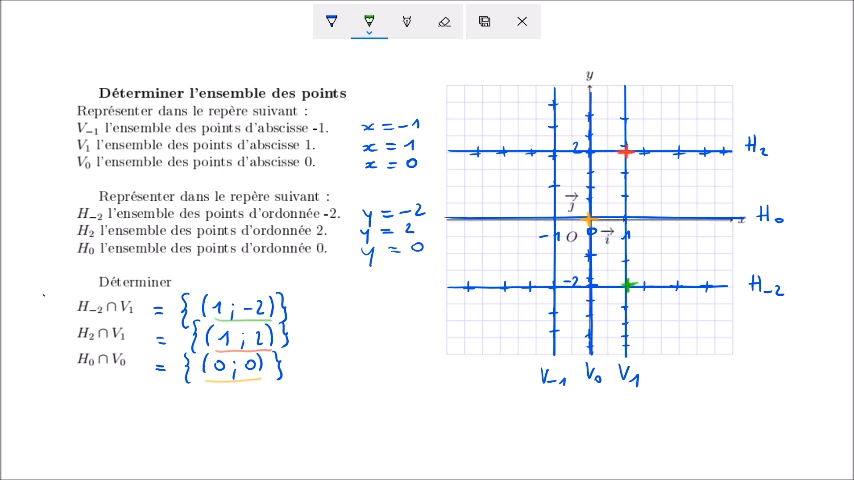 Déterminer l'ensemble des points
Représenter dans le repère suivant :
V₋₁ l'ensemble des points d'abscisse -1. x = -1
V₁ l'ensemble des points d'abscisse 1. x = 1
V₀ l'ensemble des points d'abscisse 0. x = 0
Représenter dans le repère suivant :
H₋₂ l'ensemble des points d'ordonnée -2. y = -2
H₂ l'ensemble des points d'ordonnée 2. y = 2
H₀ l'ensemble des points d'ordonnée 0. y = 0
Déterminer
H₋₂ ∩ V₁ = {(1 ; -2)}
H₂ ∩ V₁ = {(1 ; 2)}
H₀ ∩ V₀ = {(0 ; 0)}
y
2 H₂
j
x H₀
-1 O 0 i 1
-2 H₋₂
V₋₁ V₀ V₁